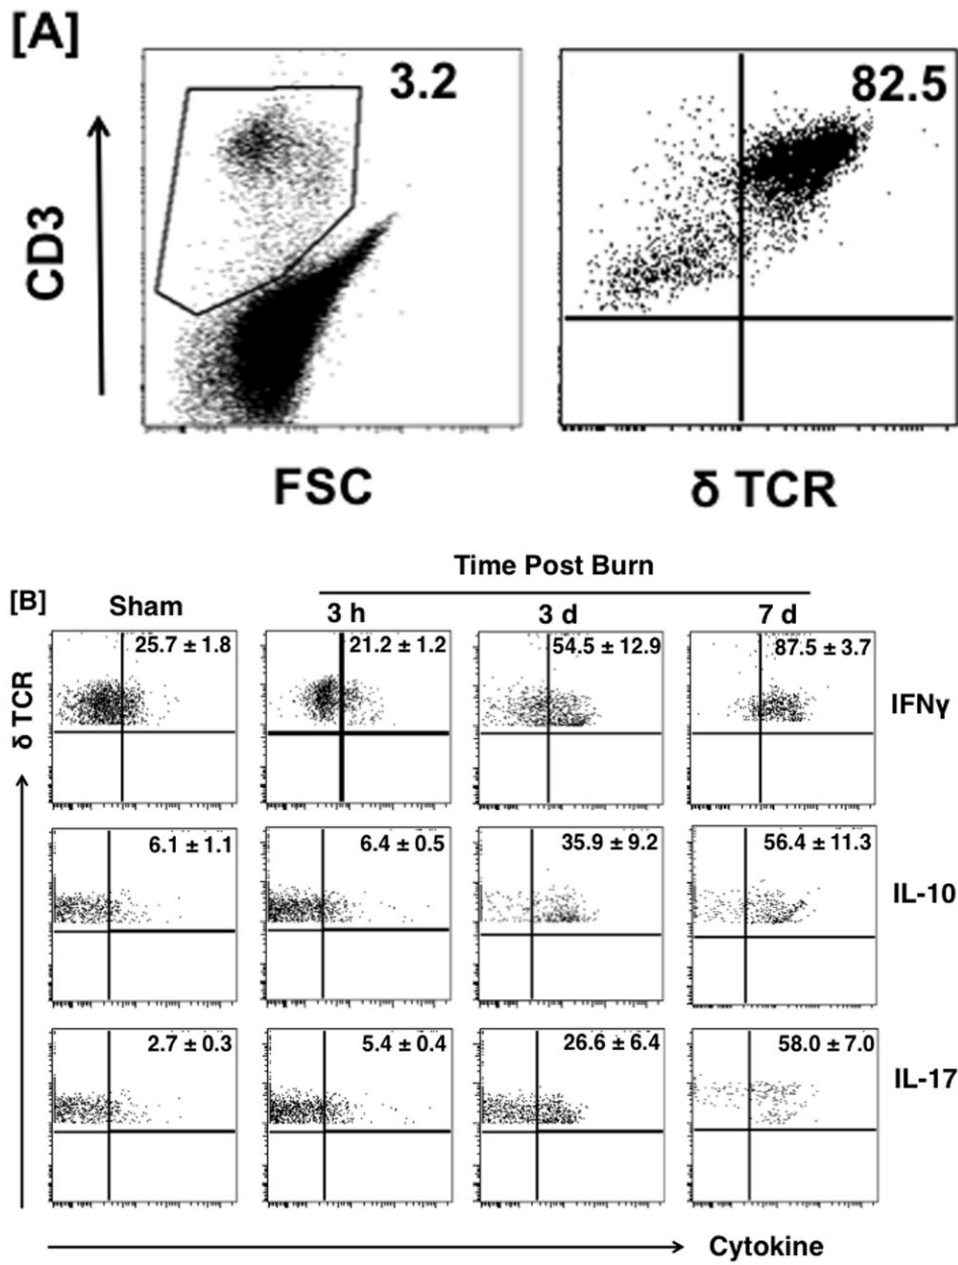 [A]
3.2
82.5
CD3
FSC
δ TCR
Time Post Burn
[B]
Sham
3 h
3 d
7 d
25.7 ± 1.8
21.2 ± 1.2
54.5 ± 12.9
87.5 ± 3.7
IFNγ
δ TCR
6.1 ± 1.1
6.4 ± 0.5
35.9 ± 9.2
56.4 ± 11.3
IL-10
2.7 ± 0.3
5.4 ± 0.4
26.6 ± 6.4
58.0 ± 7.0
IL-17
Cytokine